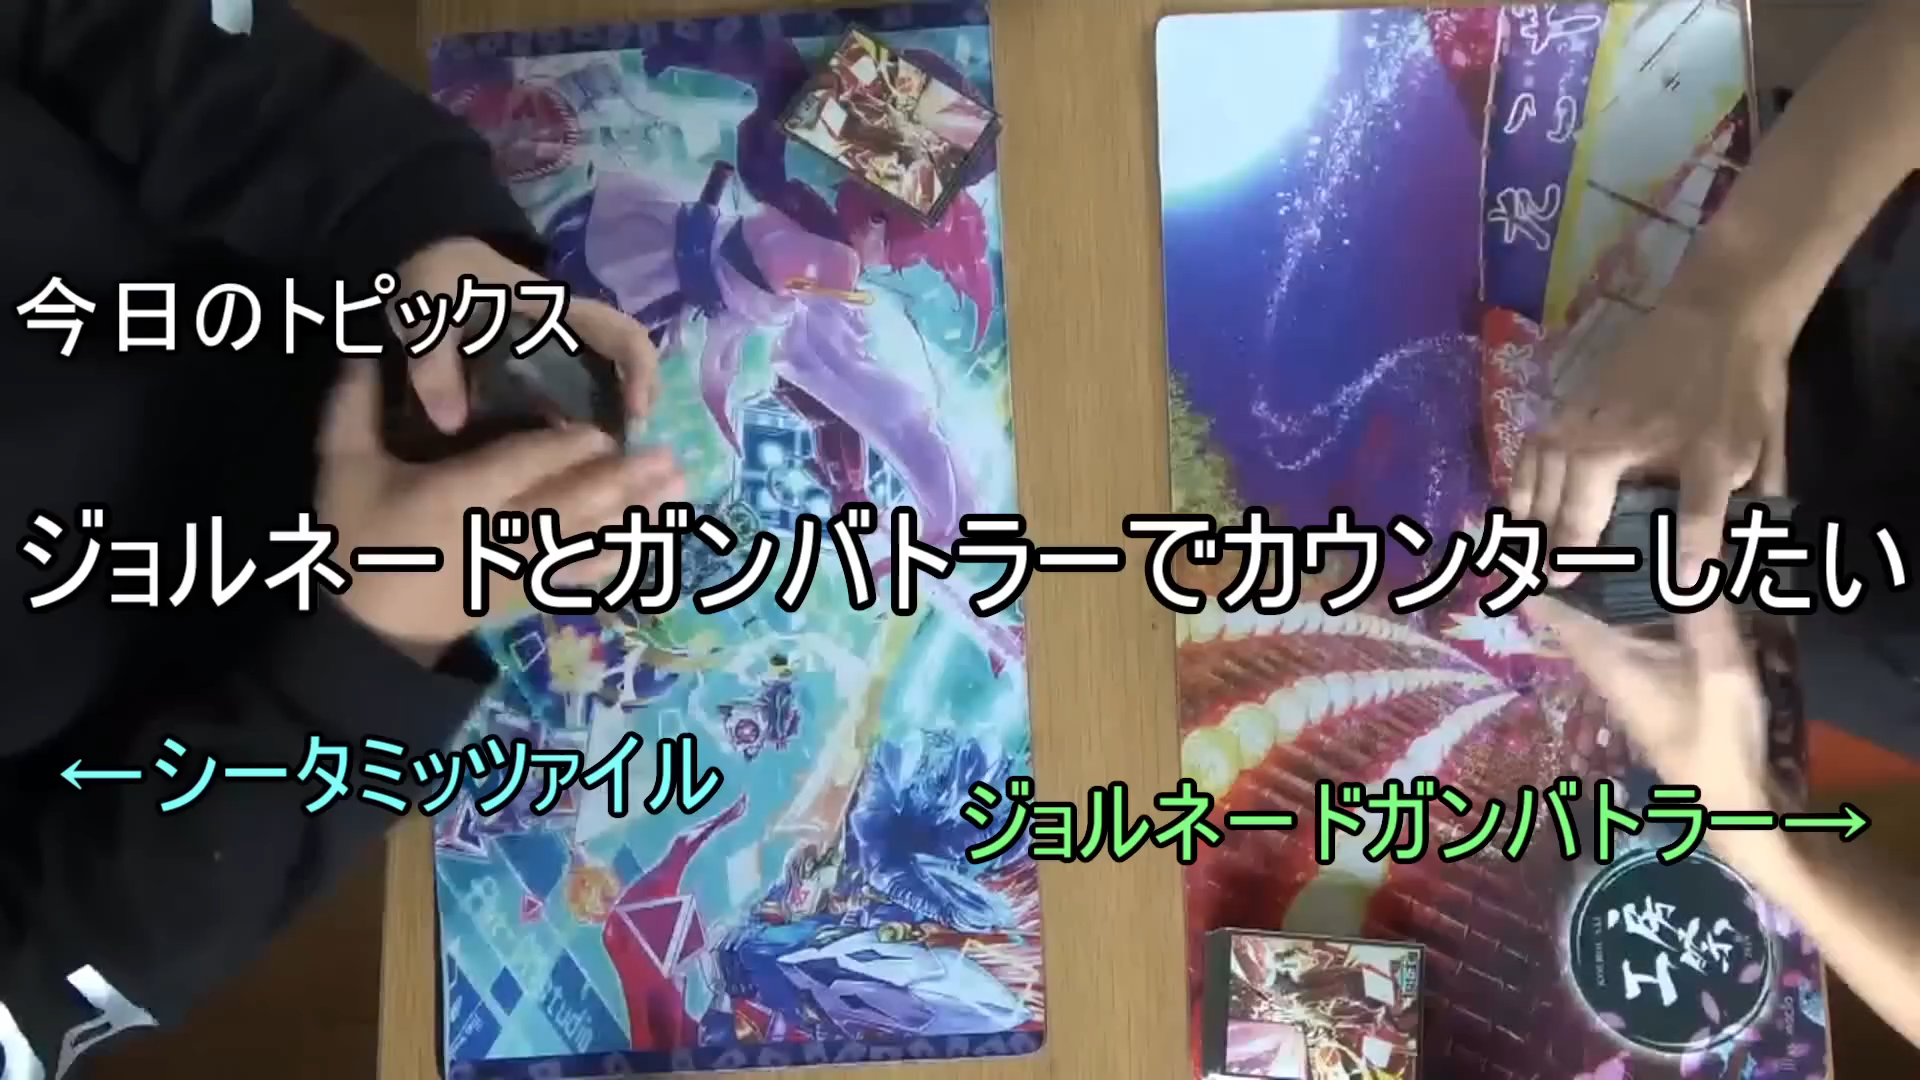 今日のトピックス
ジョルネードとガンバトラーでカウンターしたい
←シータミッツァイル
ジョルネードガンバトラー→